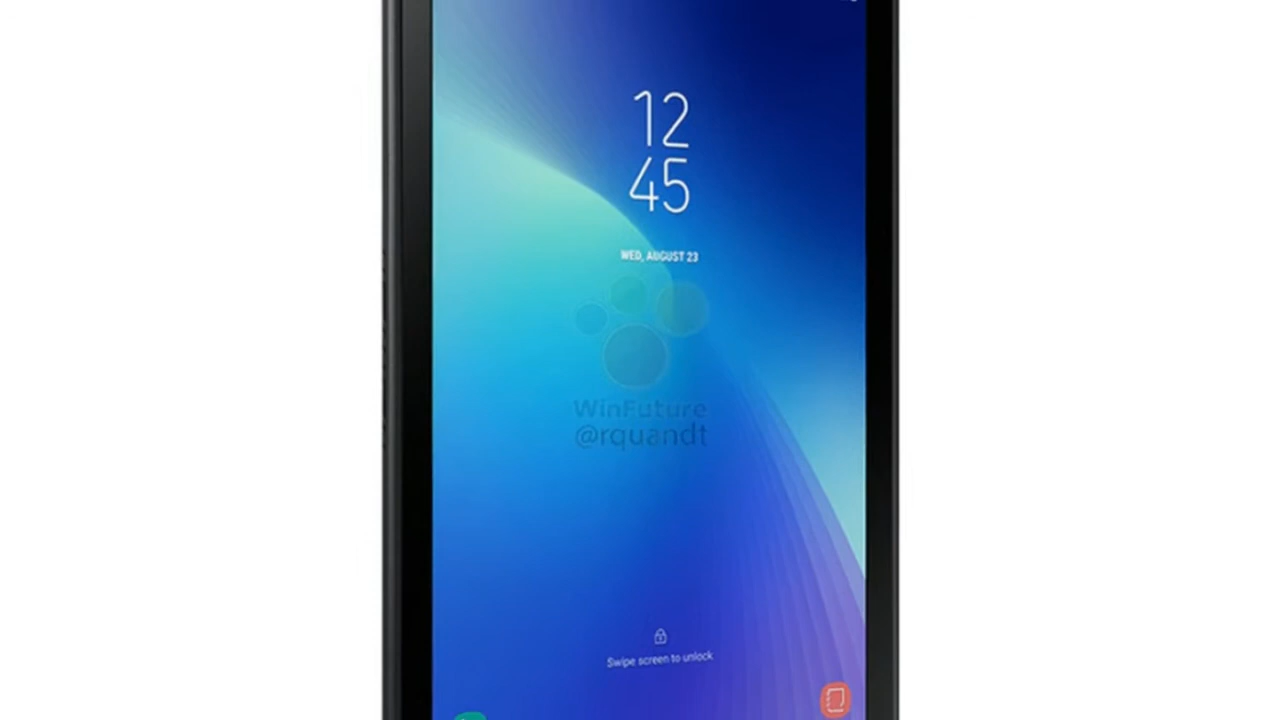 12
45
WED, AUGUST 23
WinFuture
@rquandt
Swipe screen to unlock